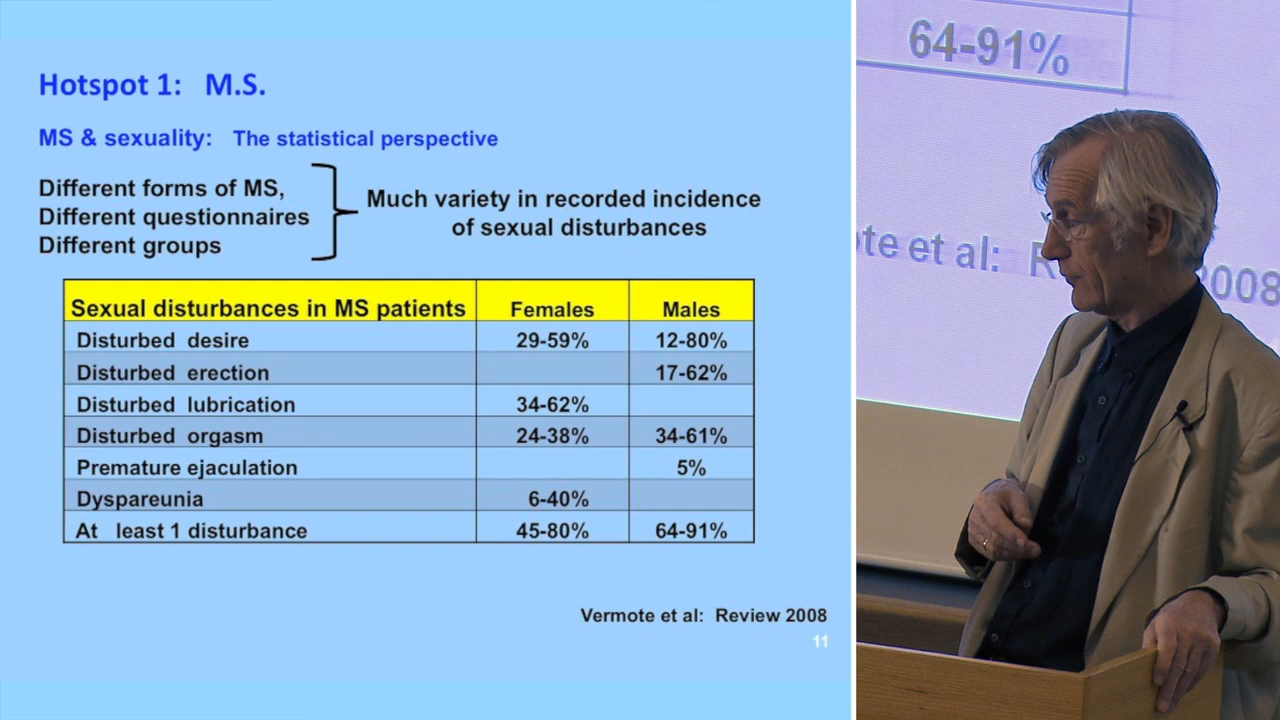 Hotspot 1: M.S.
MS & sexuality: The statistical perspective
Different forms of MS,
Different questionnaires
Different groups
Much variety in recorded incidence
of sexual disturbances
Sexual disturbances in MS patients Females Males
Disturbed desire 29-59% 12-80%
Disturbed erection 17-62%
Disturbed lubrication 34-62%
Disturbed orgasm 24-38% 34-61%
Premature ejaculation 5%
Dyspareunia 6-40%
At least 1 disturbance 45-80% 64-91%
Vermote et al: Review 2008
11
64-91%
te et al: R 2008